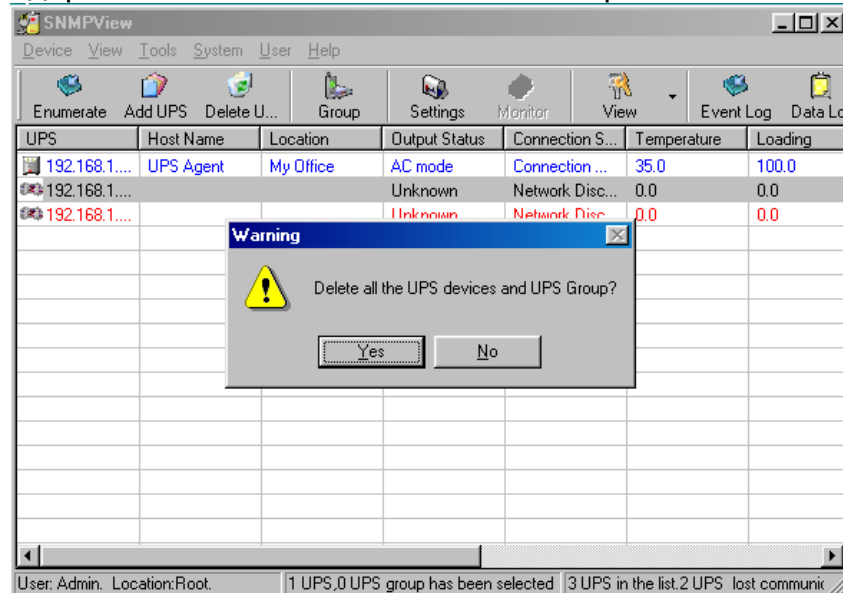 SNMPView
Device View Tools System User Help
Enumerate Add UPS Delete U... Group Settings Monitor View Event Log Data Lo
UPS Host Name Location Output Status Connection S... Temperature Loading
192.168.1.... UPS Agent My Office AC mode Connection ... 35.0 100.0
192.168.1.... Unknown Network Disc... 0.0 0.0
192.168.1.... Unknown Network Disc... 0.0 0.0
Warning
Delete all the UPS devices and UPS Group?
Yes No
User: Admin. Location:Root. 1 UPS,0 UPS group has been selected 3 UPS in the list.2 UPS lost communic